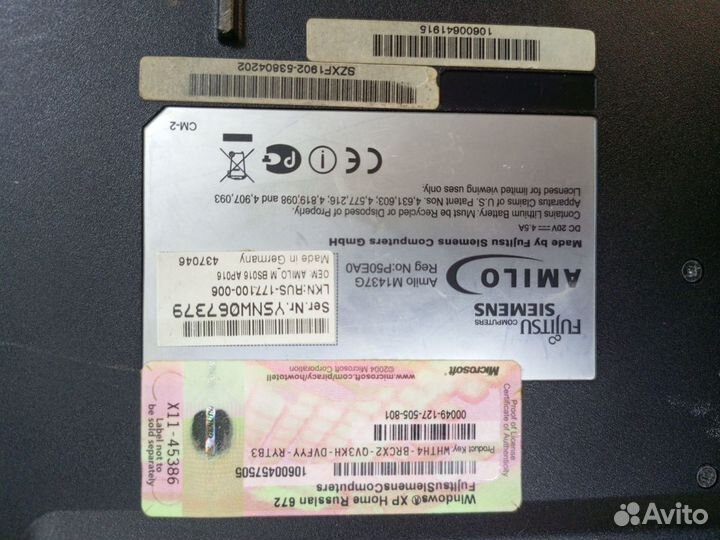 Windows® XP Home Russian 672
FujitsuSiemensComputers
10600457505
Product Key: WHTH4-BRCX2-QV3KH-DVFYY-RYTB3
00049-127-505-801
Proof of License
Certificate of Authenticity
X11-45386
Label not to
be sold separately
Microsoft®
©2004 Microsoft Corporation
www.microsoft.com/piracy/howtotell
FUJITSU COMPUTERS
SIEMENS
AMILO
Amilo M1437G
Reg No:P50EA0
Made by Fujitsu Siemens Computers GmbH
DC 20V 4.5A
Contains Lithium Battery. Must be Recycled or Disposed of Properly.
Apparatus Claims of U.S. Patent Nos. 4,631,603; 4,577,216; 4,819,098 and 4,907,093
Licensed for limited viewing uses only.
CE
CM-2
Ser.Nr. YSNW067379
LKN:RUS-177100-006
OEM: AMILO M MS016 AP016
Made in Germany
437046
SZXF1902-53804202
10600641915
Avito